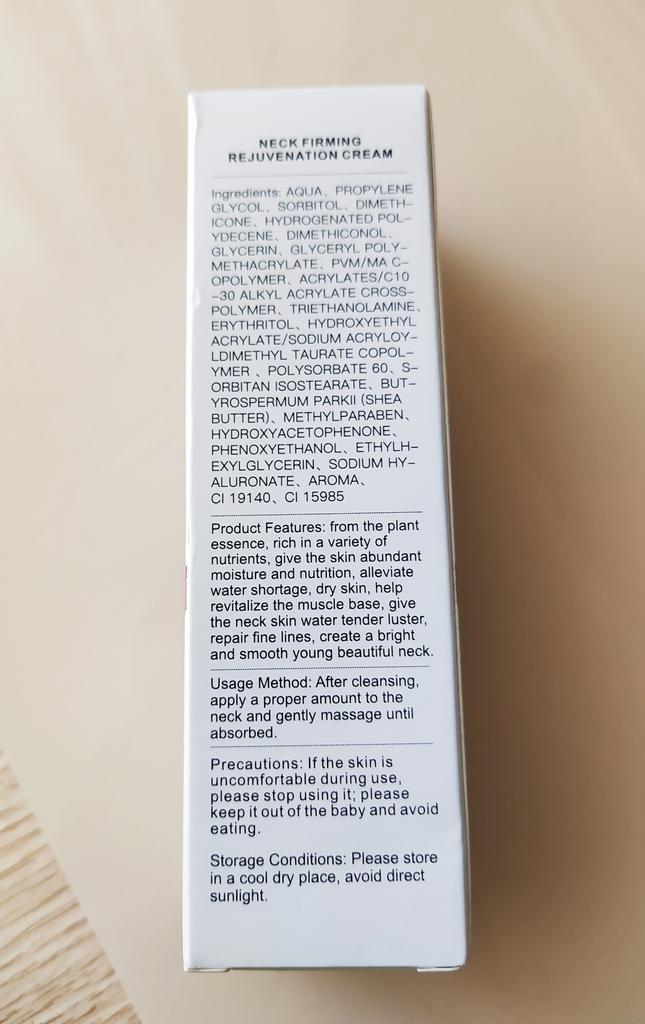 NECK FIRMING
REJUVENATION CREAM
Ingredients: AQUA、PROPYLENE
GLYCOL、SORBITOL、DIMETH-
ICONE、HYDROGENATED POL-
YDECENE、DIMETHICONOL、
GLYCERIN、GLYCERYL POLY-
METHACRYLATE、PVM/MA C-
OPOLYMER、ACRYLATES/C10
-30 ALKYL ACRYLATE CROSS-
POLYMER、TRIETHANOLAMINE、
ERYTHRITOL、HYDROXYETHYL
ACRYLATE/SODIUM ACRYLOY-
LDIMETHYL TAURATE COPOL-
YMER 、POLYSORBATE 60、S-
ORBITAN ISOSTEARATE、BUT-
YROSPERMUM PARKII (SHEA
BUTTER)、METHYLPARABEN、
HYDROXYACETOPHENONE、
PHENOXYETHANOL、ETHYLH-
EXYLGLYCERIN、SODIUM HY-
ALURONATE、AROMA、
CI 19140、CI 15985
Product Features: from the plant
essence, rich in a variety of
nutrients, give the skin abundant
moisture and nutrition, alleviate
water shortage, dry skin, help
revitalize the muscle base, give
the neck skin water tender luster,
repair fine lines, create a bright
and smooth young beautiful neck.
Usage Method: After cleansing,
apply a proper amount to the
neck and gently massage until
absorbed.
Precautions: If the skin is
uncomfortable during use,
please stop using it; please
keep it out of the baby and avoid
eating.
Storage Conditions: Please store
in a cool dry place, avoid direct
sunlight.